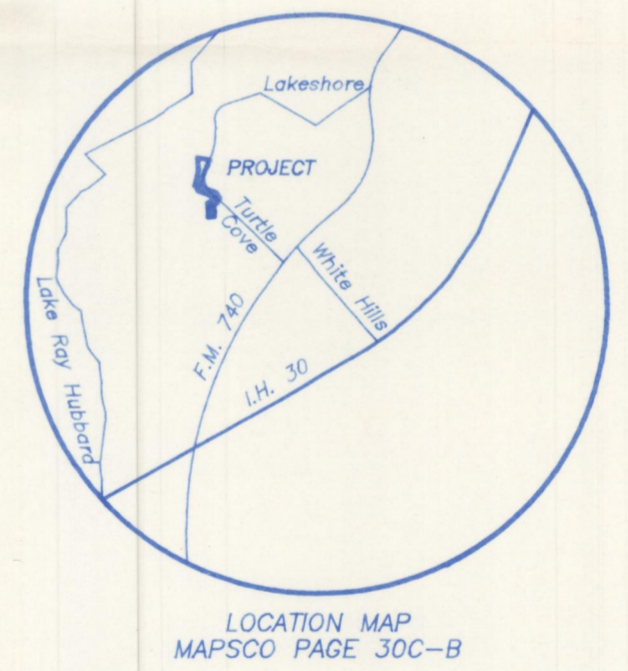 Lakeshore
PROJECT
Turtle
Cove
White Hills
Lake Ray Hubbard
F.M. 740
I.H. 30
LOCATION MAP
MAPSCO PAGE 30C-B